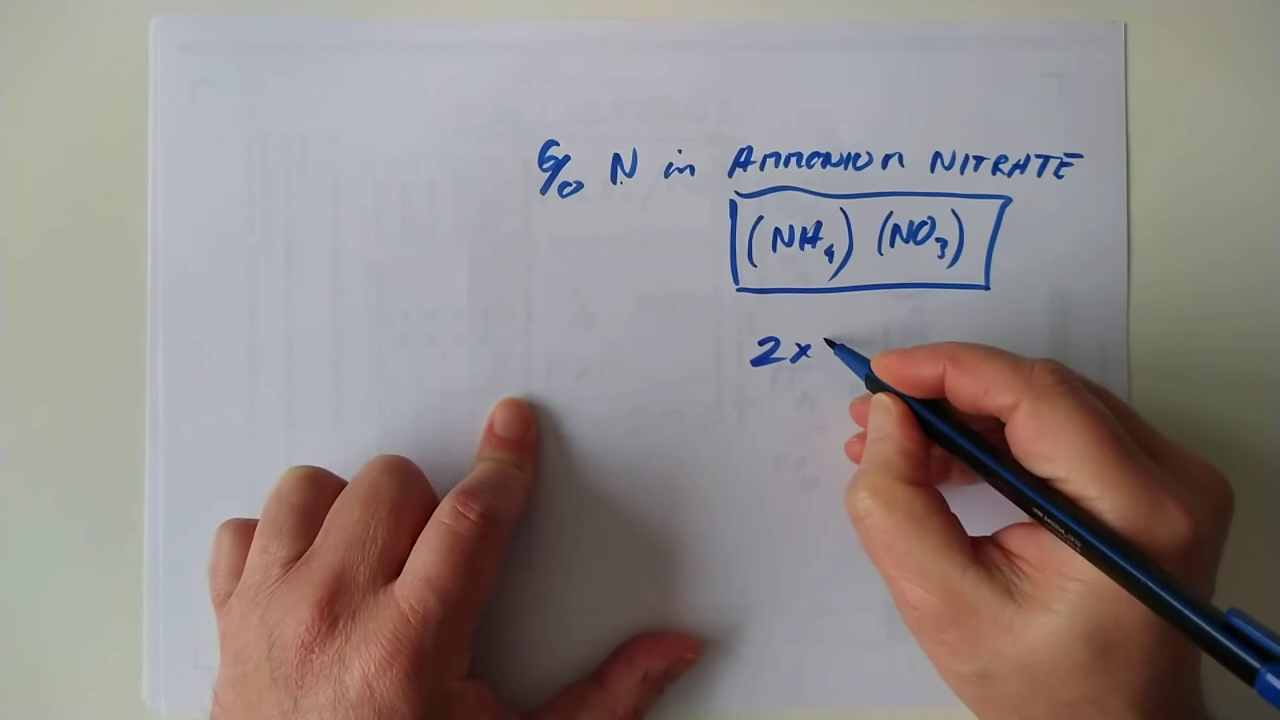 % N in AMMONIUM NITRATE
(NH₄) (NO₃)
2x